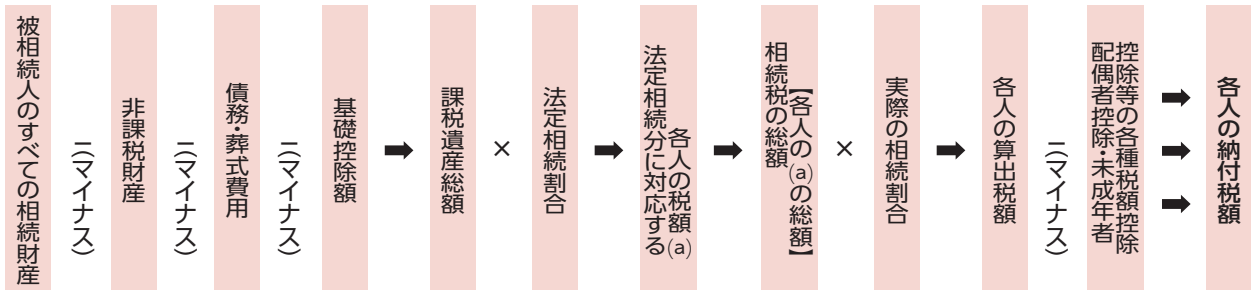 被相続人のすべての相続財産
－(マイナス)
非課税財産
－(マイナス)
債務・葬式費用
－(マイナス)
基礎控除額
➡
課税遺産総額
×
法定相続割合
➡
法定相続分に対応する
各人の税額(a)
➡
相続税の総額
【各人の(a)の総額】
×
実際の相続割合
➡
各人の算出税額
－(マイナス)
配偶者控除・未成年者
控除等の各種税額控除
➡
➡
➡
各人の納付税額